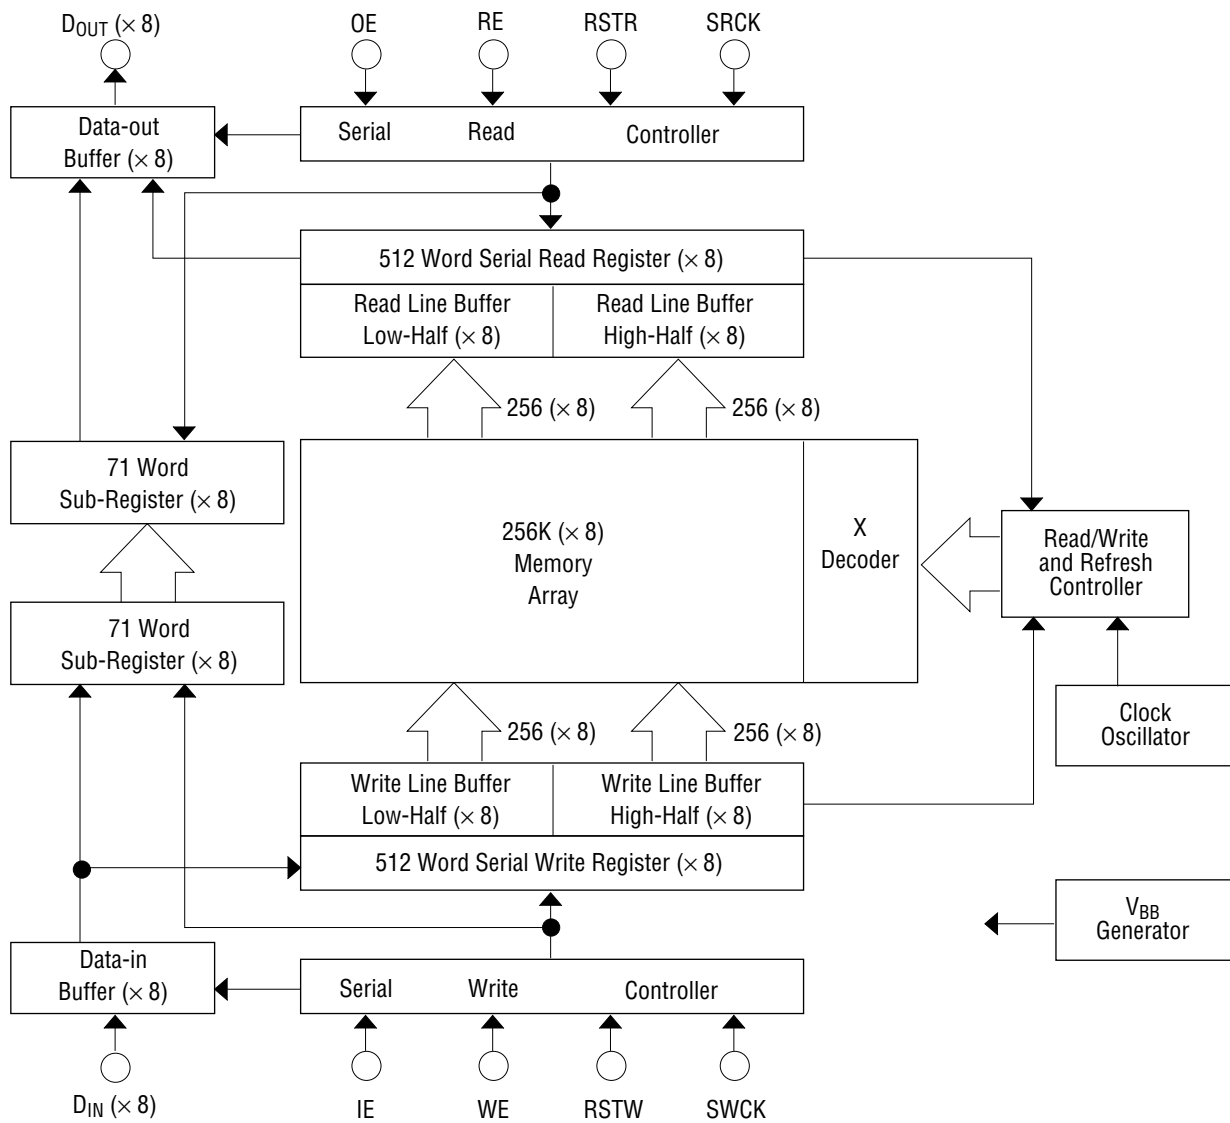 DOUT (× 8)
OE
RE
RSTR
SRCK
Data-out
Buffer (× 8)
Serial Read Controller
512 Word Serial Read Register (× 8)
Read Line Buffer
Low-Half (× 8)
Read Line Buffer
High-Half (× 8)
256 (× 8)
256 (× 8)
71 Word
Sub-Register (× 8)
256K (× 8)
Memory
Array
X
Decoder
Read/Write
and Refresh
Controller
71 Word
Sub-Register (× 8)
256 (× 8)
256 (× 8)
Clock
Oscillator
Write Line Buffer
Low-Half (× 8)
Write Line Buffer
High-Half (× 8)
512 Word Serial Write Register (× 8)
VBB
Generator
Data-in
Buffer (× 8)
Serial Write Controller
DIN (× 8)
IE
WE
RSTW
SWCK